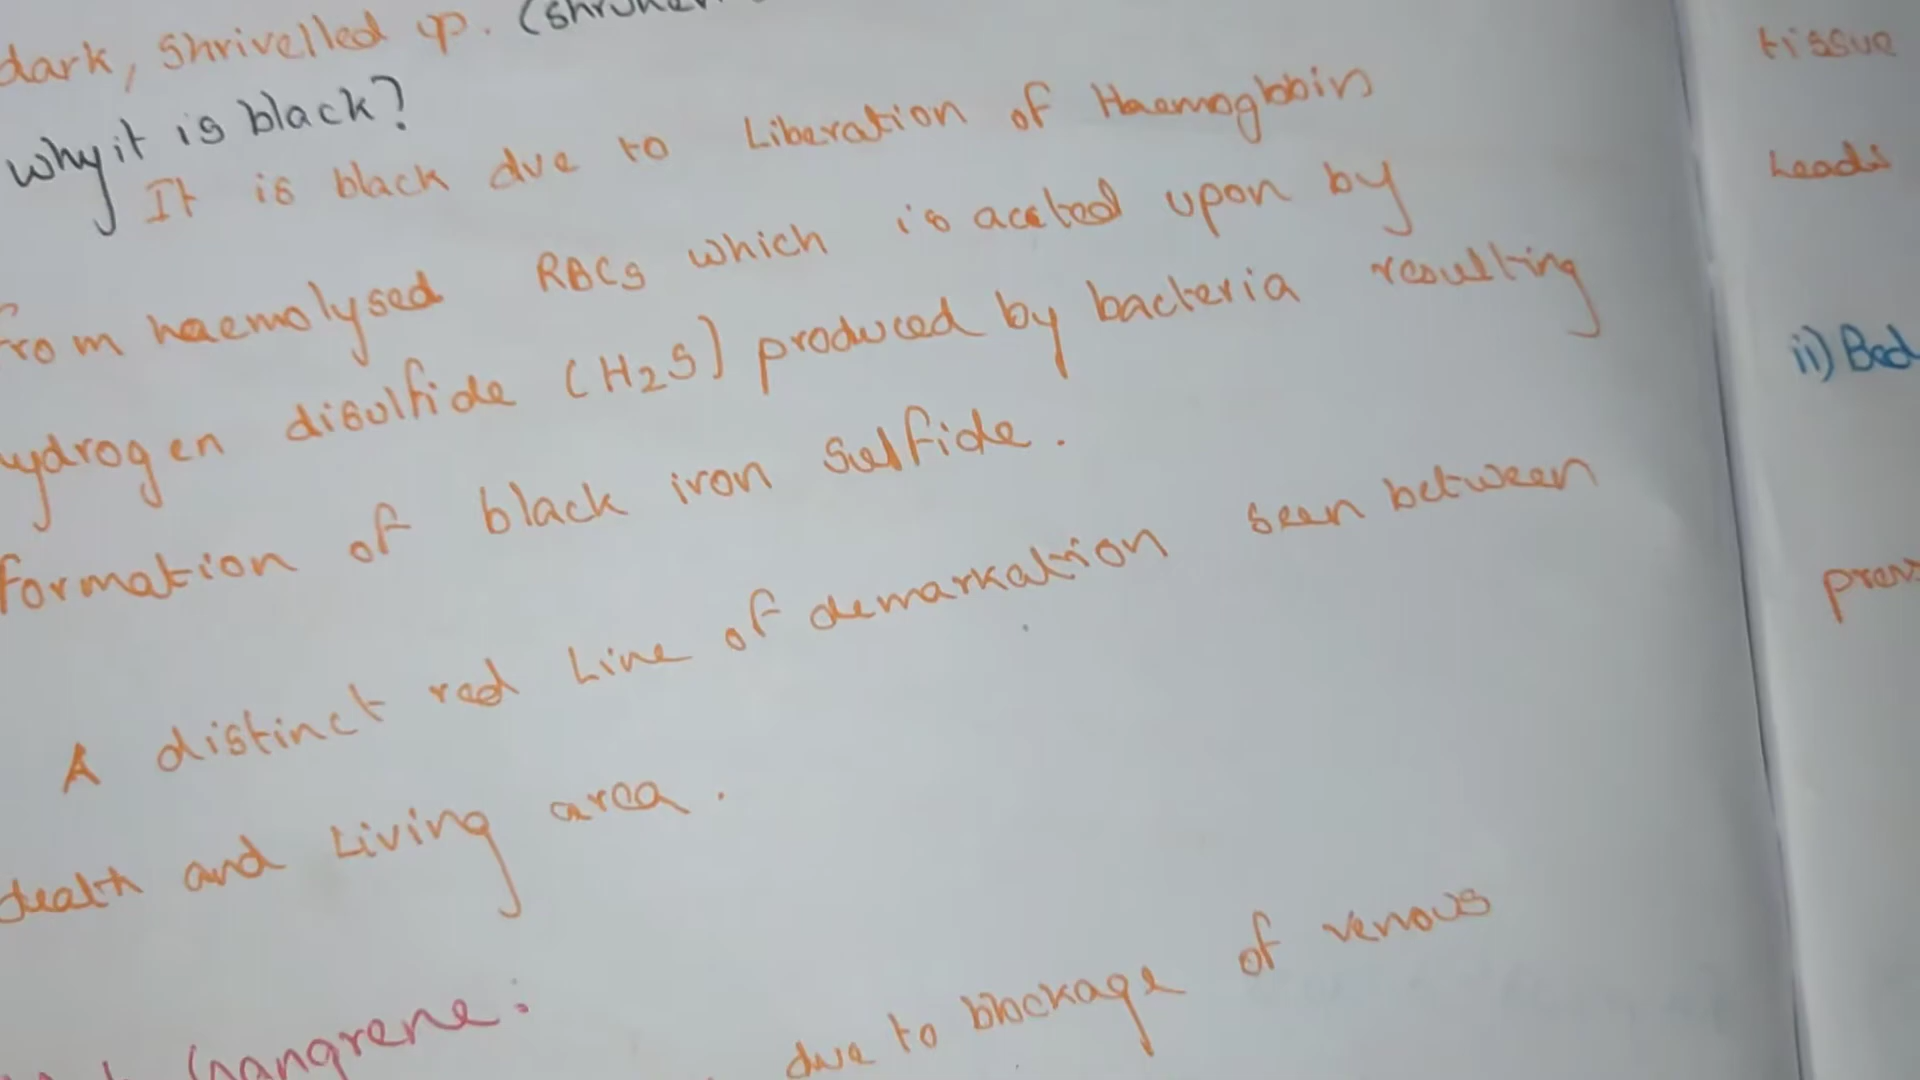 dark, shrivelled up.
why it is black?
It is black due to Liberation of Haemoglobin
from haemolysed RBCs which is acted upon by
hydrogen disulfide (H2S) produced by bacteria resulting
formation of black iron sulfide.
A distinct red Line of demarkation seen between
death and Living area.
Gangrene:
due to blockage of venous
tissue
Leads
ii) Bed